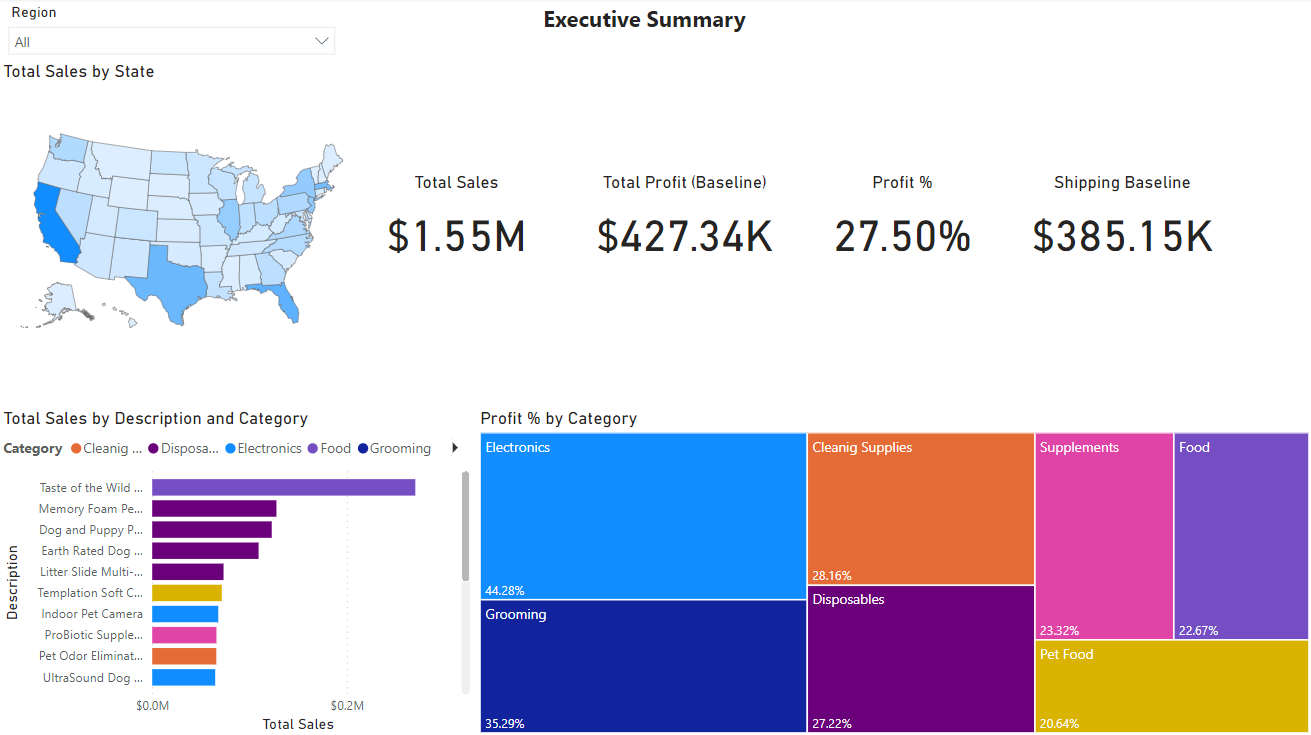 Region
Executive Summary
All
Total Sales by State
Total Sales
Total Profit (Baseline)
Profit %
Shipping Baseline
$1.55M
$427.34K
27.50%
$385.15K
Total Sales by Description and Category
Category Cleanig ... Disposa... Electronics Food Grooming
Description
Taste of the Wild ...
Memory Foam Pe...
Dog and Puppy P...
Earth Rated Dog ...
Litter Slide Multi-...
Templation Soft C...
Indoor Pet Camera
ProBiotic Supple...
Pet Odor Eliminat...
UltraSound Dog ...
$0.0M
$0.2M
Total Sales
Profit % by Category
Electronics
44.28%
Grooming
35.29%
Cleanig Supplies
28.16%
Disposables
27.22%
Supplements
23.32%
Food
22.67%
Pet Food
20.64%